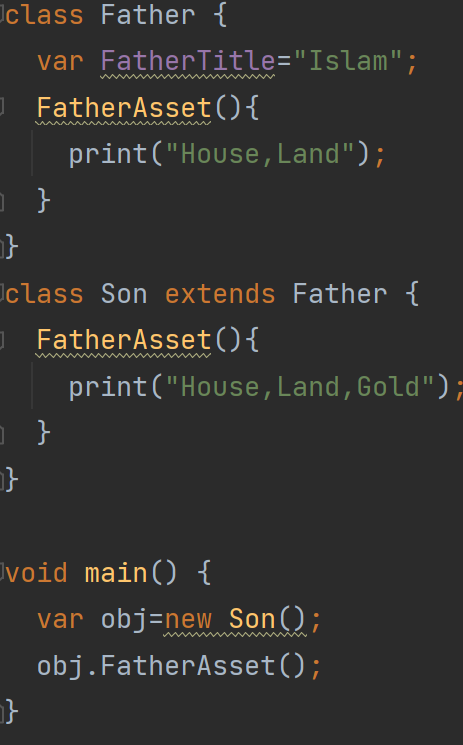 class Father {
  var FatherTitle="Islam";
  FatherAsset(){
    print("House,Land");
  }
}
class Son extends Father {
  FatherAsset(){
    print("House,Land,Gold");
  }
}

void main() {
  var obj=new Son();
  obj.FatherAsset();
}